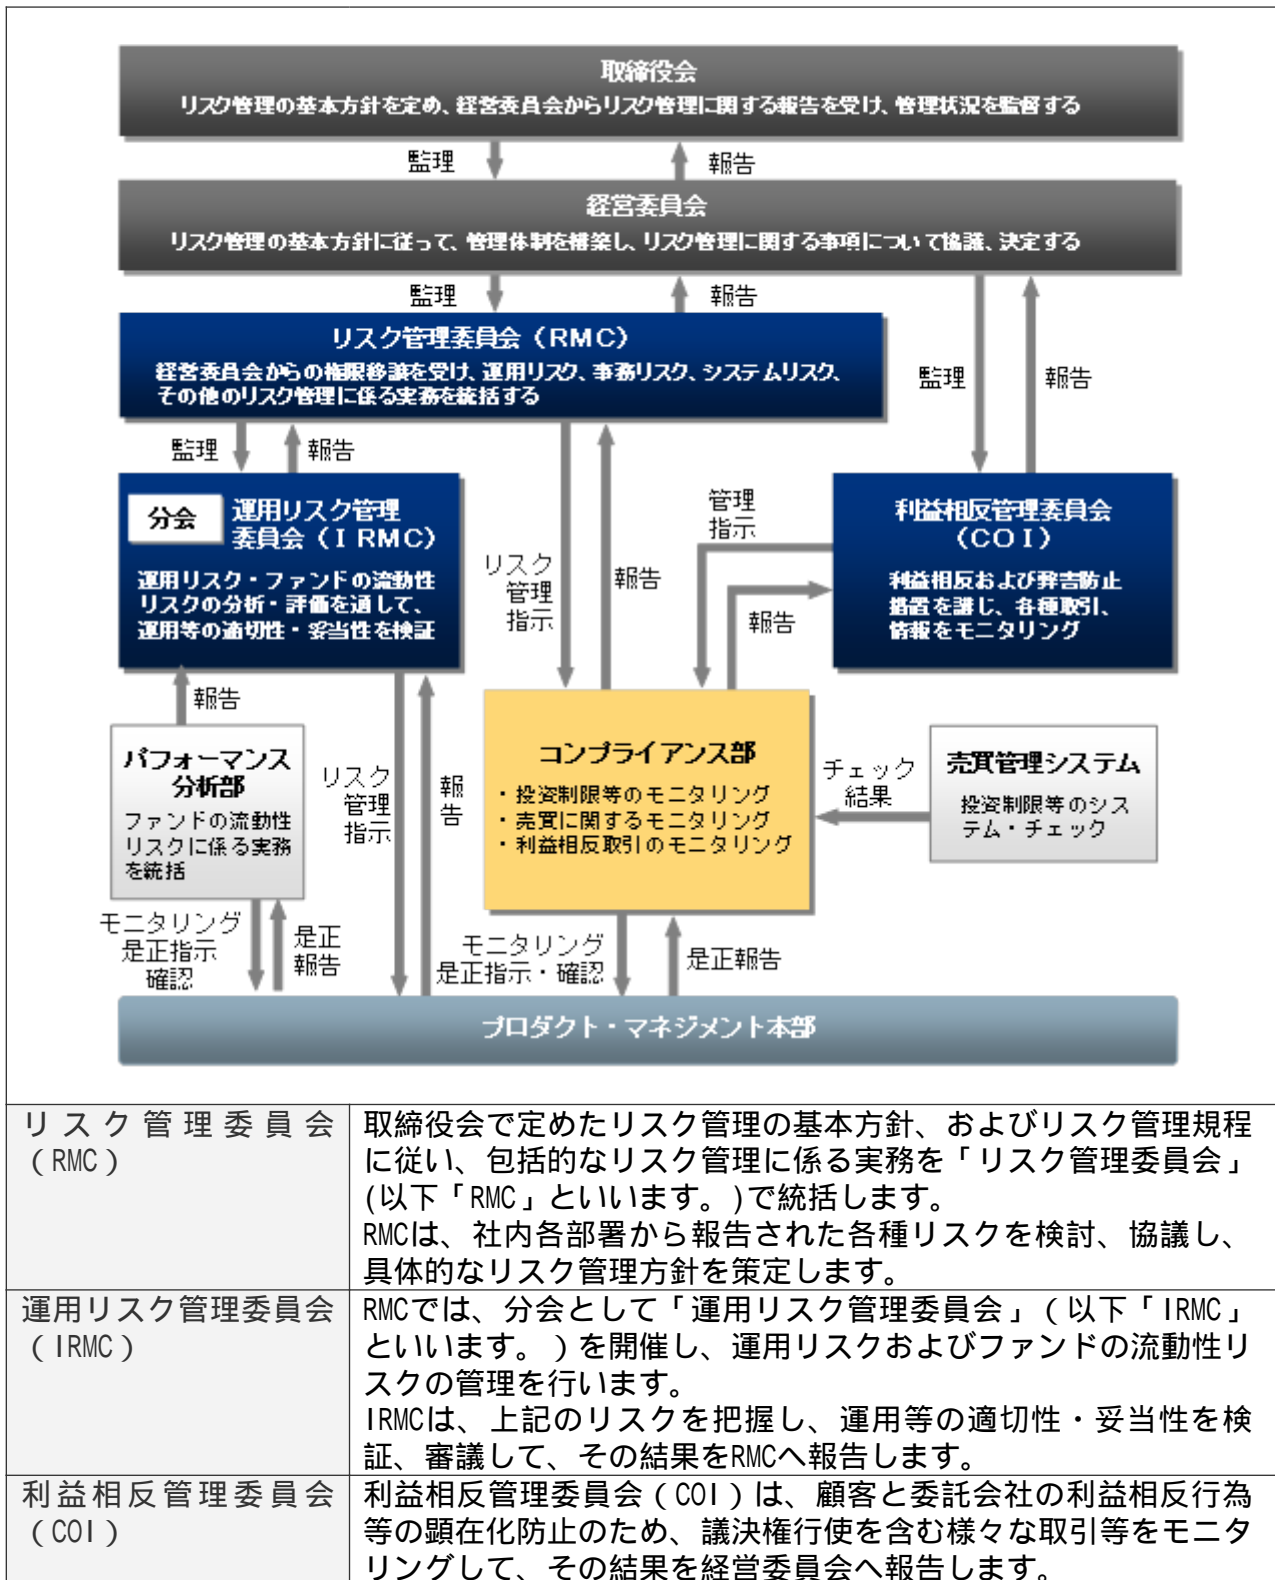 取締役会
リスク管理の基本方針を定め、経営委員会からリスク管理に関する報告を受け、管理状況を監督する
監理
報告
経営委員会
リスク管理の基本方針に従って、管理体制を構築し、リスク管理に関する事項について協議、決定する
監理
報告
監理
報告
リスク管理委員会（RMC）
経営委員会からの権限移譲を受け、運用リスク、事務リスク、システムリスク、
その他のリスク管理に係る実務を統括する
監理
報告
分会
運用リスク管理
委員会（IRMC）
運用リスク・ファンドの流動性
リスクの分析・評価を通して、
運用等の適切性・妥当性を検証
リスク
管理
指示
報告
管理
指示
報告
利益相反管理委員会
（COI）
利益相反および弊害防止
措置を講じ、各種取引、
情報をモニタリング
報告
パフォーマンス
分析部
ファンドの流動性
リスクに係る実務
を統括
リスク
管理
指示
報
告
コンプライアンス部
・投資制限等のモニタリング
・売買に関するモニタリング
・利益相反取引のモニタリング
チェック
結果
売買管理システム
投資制限等のシス
テム・チェック
モニタリング
是正指示
確認
是正
報告
モニタリング
是正指示・確認
是正報告
プロダクト・マネジメント本部
リスク管理委員会
（RMC）
取締役会で定めたリスク管理の基本方針、およびリスク管理規程
に従い、包括的なリスク管理に係る実務を「リスク管理委員会」
(以下「RMC」といいます。)で統括します。
RMCは、社内各部署から報告された各種リスクを検討、協議し、
具体的なリスク管理方針を策定します。
運用リスク管理委員会
（IRMC）
RMCでは、分会として「運用リスク管理委員会」（以下「IRMC」
といいます。）を開催し、運用リスクおよびファンドの流動性リ
スクの管理を行います。
IRMCは、上記のリスクを把握し、運用等の適切性・妥当性を検
証、審議して、その結果をRMCへ報告します。
利益相反管理委員会
（COI）
利益相反管理委員会（COI）は、顧客と委託会社の利益相反行為
等の顕在化防止のため、議決権行使を含む様々な取引等をモニタ
リングして、その結果を経営委員会へ報告します。